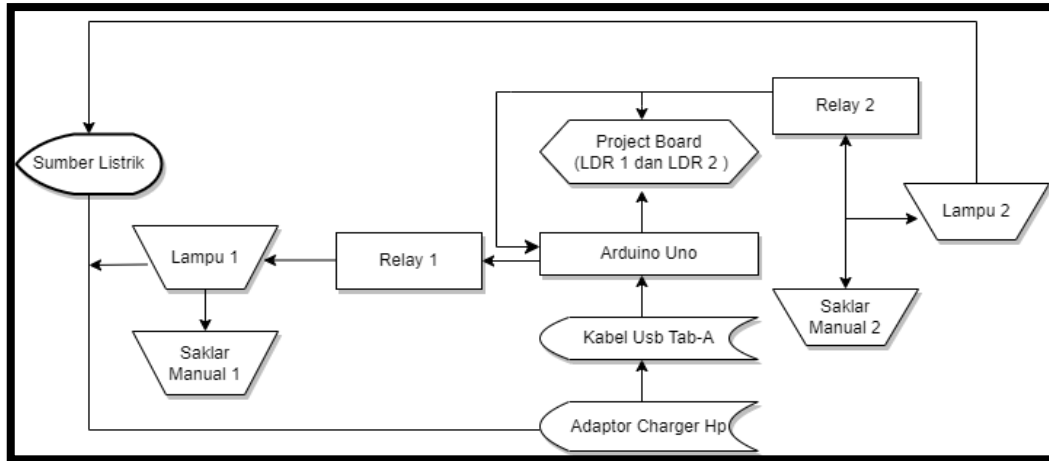 Relay 2
Project Board
(LDR 1 dan LDR 2 )
Sumber Listrik
Lampu 2
Lampu 1
Relay 1
Arduino Uno
Saklar
Manual 2
Kabel Usb Tab-A
Saklar
Manual 1
Adaptor Charger Hp